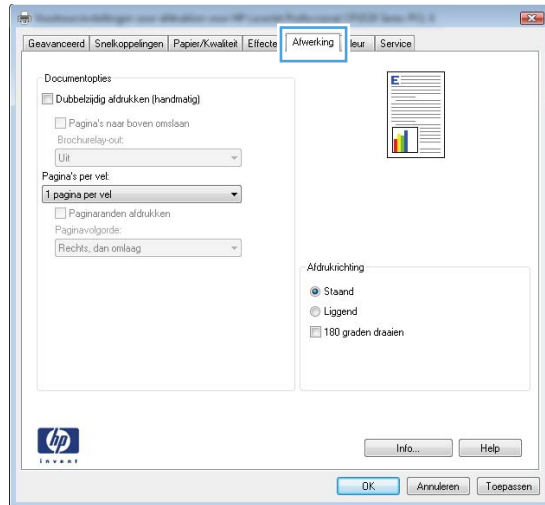 Geavanceerd Snelkoppelingen Papier/Kwaliteit Effecte Afwerking leur Service
Documentopties
Dubbelzijdig afdrukken (handmatig)
Pagina's naar boven omslaan
Brochurelay-out:
Uit
Pagina's per vel:
1 pagina per vel
Paginaranden afdrukken
Paginavolgorde:
Rechts, dan omlaag
E
Afdrukrichting
Staand
Liggend
180 graden draaien
hp
invent
Info... Help
OK Annuleren Toepassen